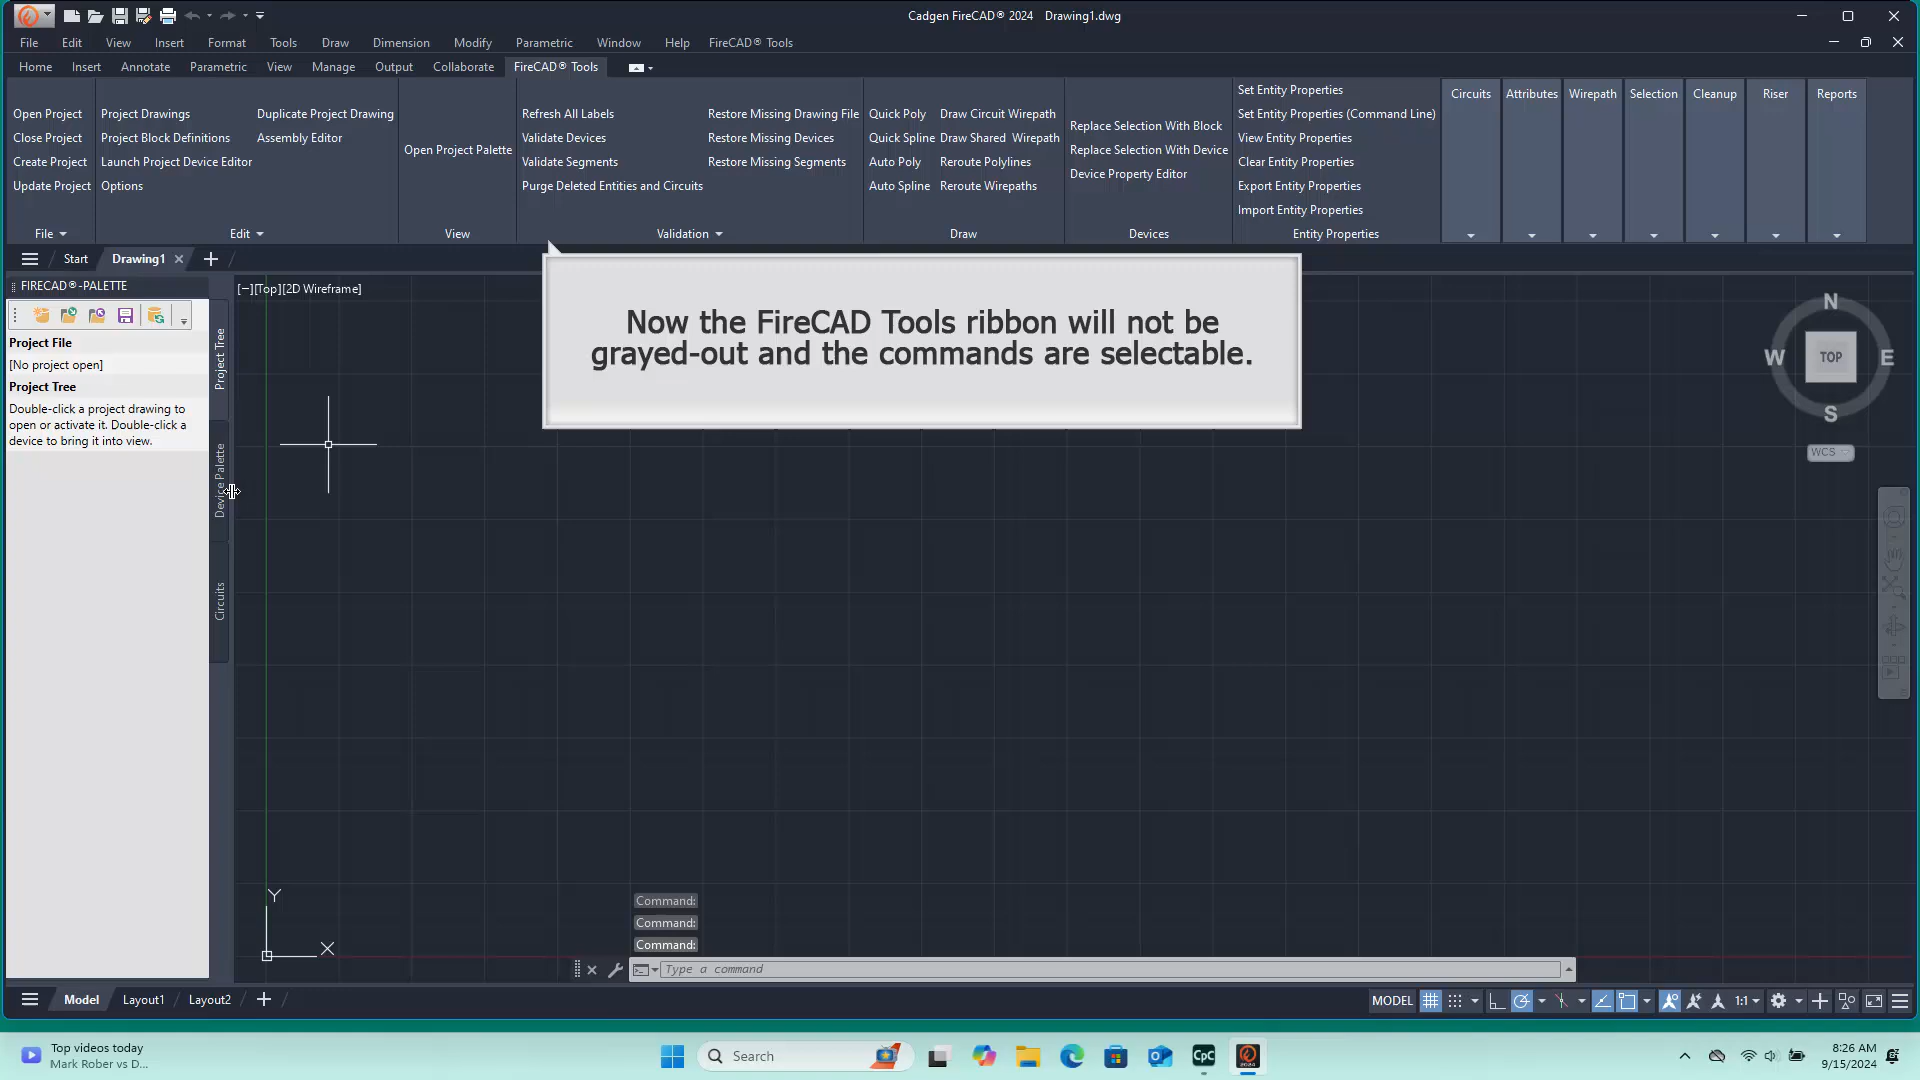 Cadgen FireCAD® 2024 Drawing1.dwg
File Edit View Insert Format Tools Draw Dimension Modify Parametric Window Help FireCAD® Tools
Home Insert Annotate Parametric View Manage Output Collaborate FireCAD® Tools
Open Project
Close Project
Create Project
Update Project
File
Project Drawings
Project Block Definitions
Launch Project Device Editor
Options
Duplicate Project Drawing
Assembly Editor
Edit
Open Project Palette
View
Refresh All Labels
Validate Devices
Validate Segments
Purge Deleted Entities and Circuits
Restore Missing Drawing File
Restore Missing Devices
Restore Missing Segments
Validation
Quick Poly
Quick Spline
Auto Poly
Auto Spline
Draw Circuit Wirepath
Draw Shared Wirepath
Reroute Polylines
Reroute Wirepaths
Draw
Replace Selection With Block
Replace Selection With Device
Device Property Editor
Devices
Set Entity Properties
Set Entity Properties (Command Line)
View Entity Properties
Clear Entity Properties
Export Entity Properties
Import Entity Properties
Entity Properties
Circuits
Attributes
Wirepath
Selection
Cleanup
Riser
Reports
Start Drawing1
FIRECAD®-PALETTE
Project File
[No project open]
Project Tree
Double-click a project drawing to
open or activate it. Double-click a
device to bring it into view.
Project Tree
Device Palette
Circuits
[−][Top][2D Wireframe]
Now the FireCAD Tools ribbon will not be
grayed-out and the commands are selectable.
N
W TOP E
S
WCS
Y
X
Command:
Command:
Command:
Type a command
Model Layout1 Layout2
MODEL 1:1
Top videos today
Mark Rober vs D...
Search
CpC
2024
8:26 AM
9/15/2024